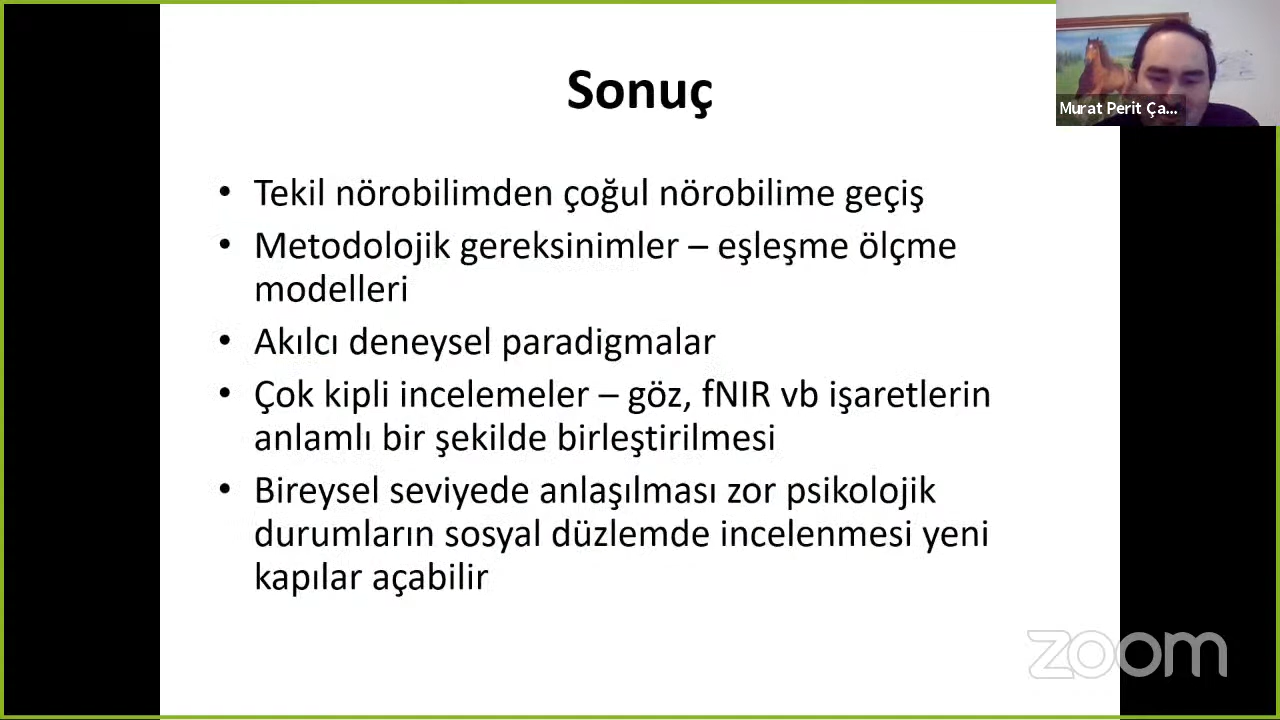 Sonuç
Murat Perit Ça...
• Tekil nörobilimden çoğul nörobilime geçiş
• Metodolojik gereksinimler – eşleşme ölçme
modelleri
• Akılcı deneysel paradigmalar
• Çok kipli incelemeler – göz, fNIR vb işaretlerin
anlamlı bir şekilde birleştirilmesi
• Bireysel seviyede anlaşılması zor psikolojik
durumların sosyal düzlemde incelenmesi yeni
kapılar açabilir
zoom